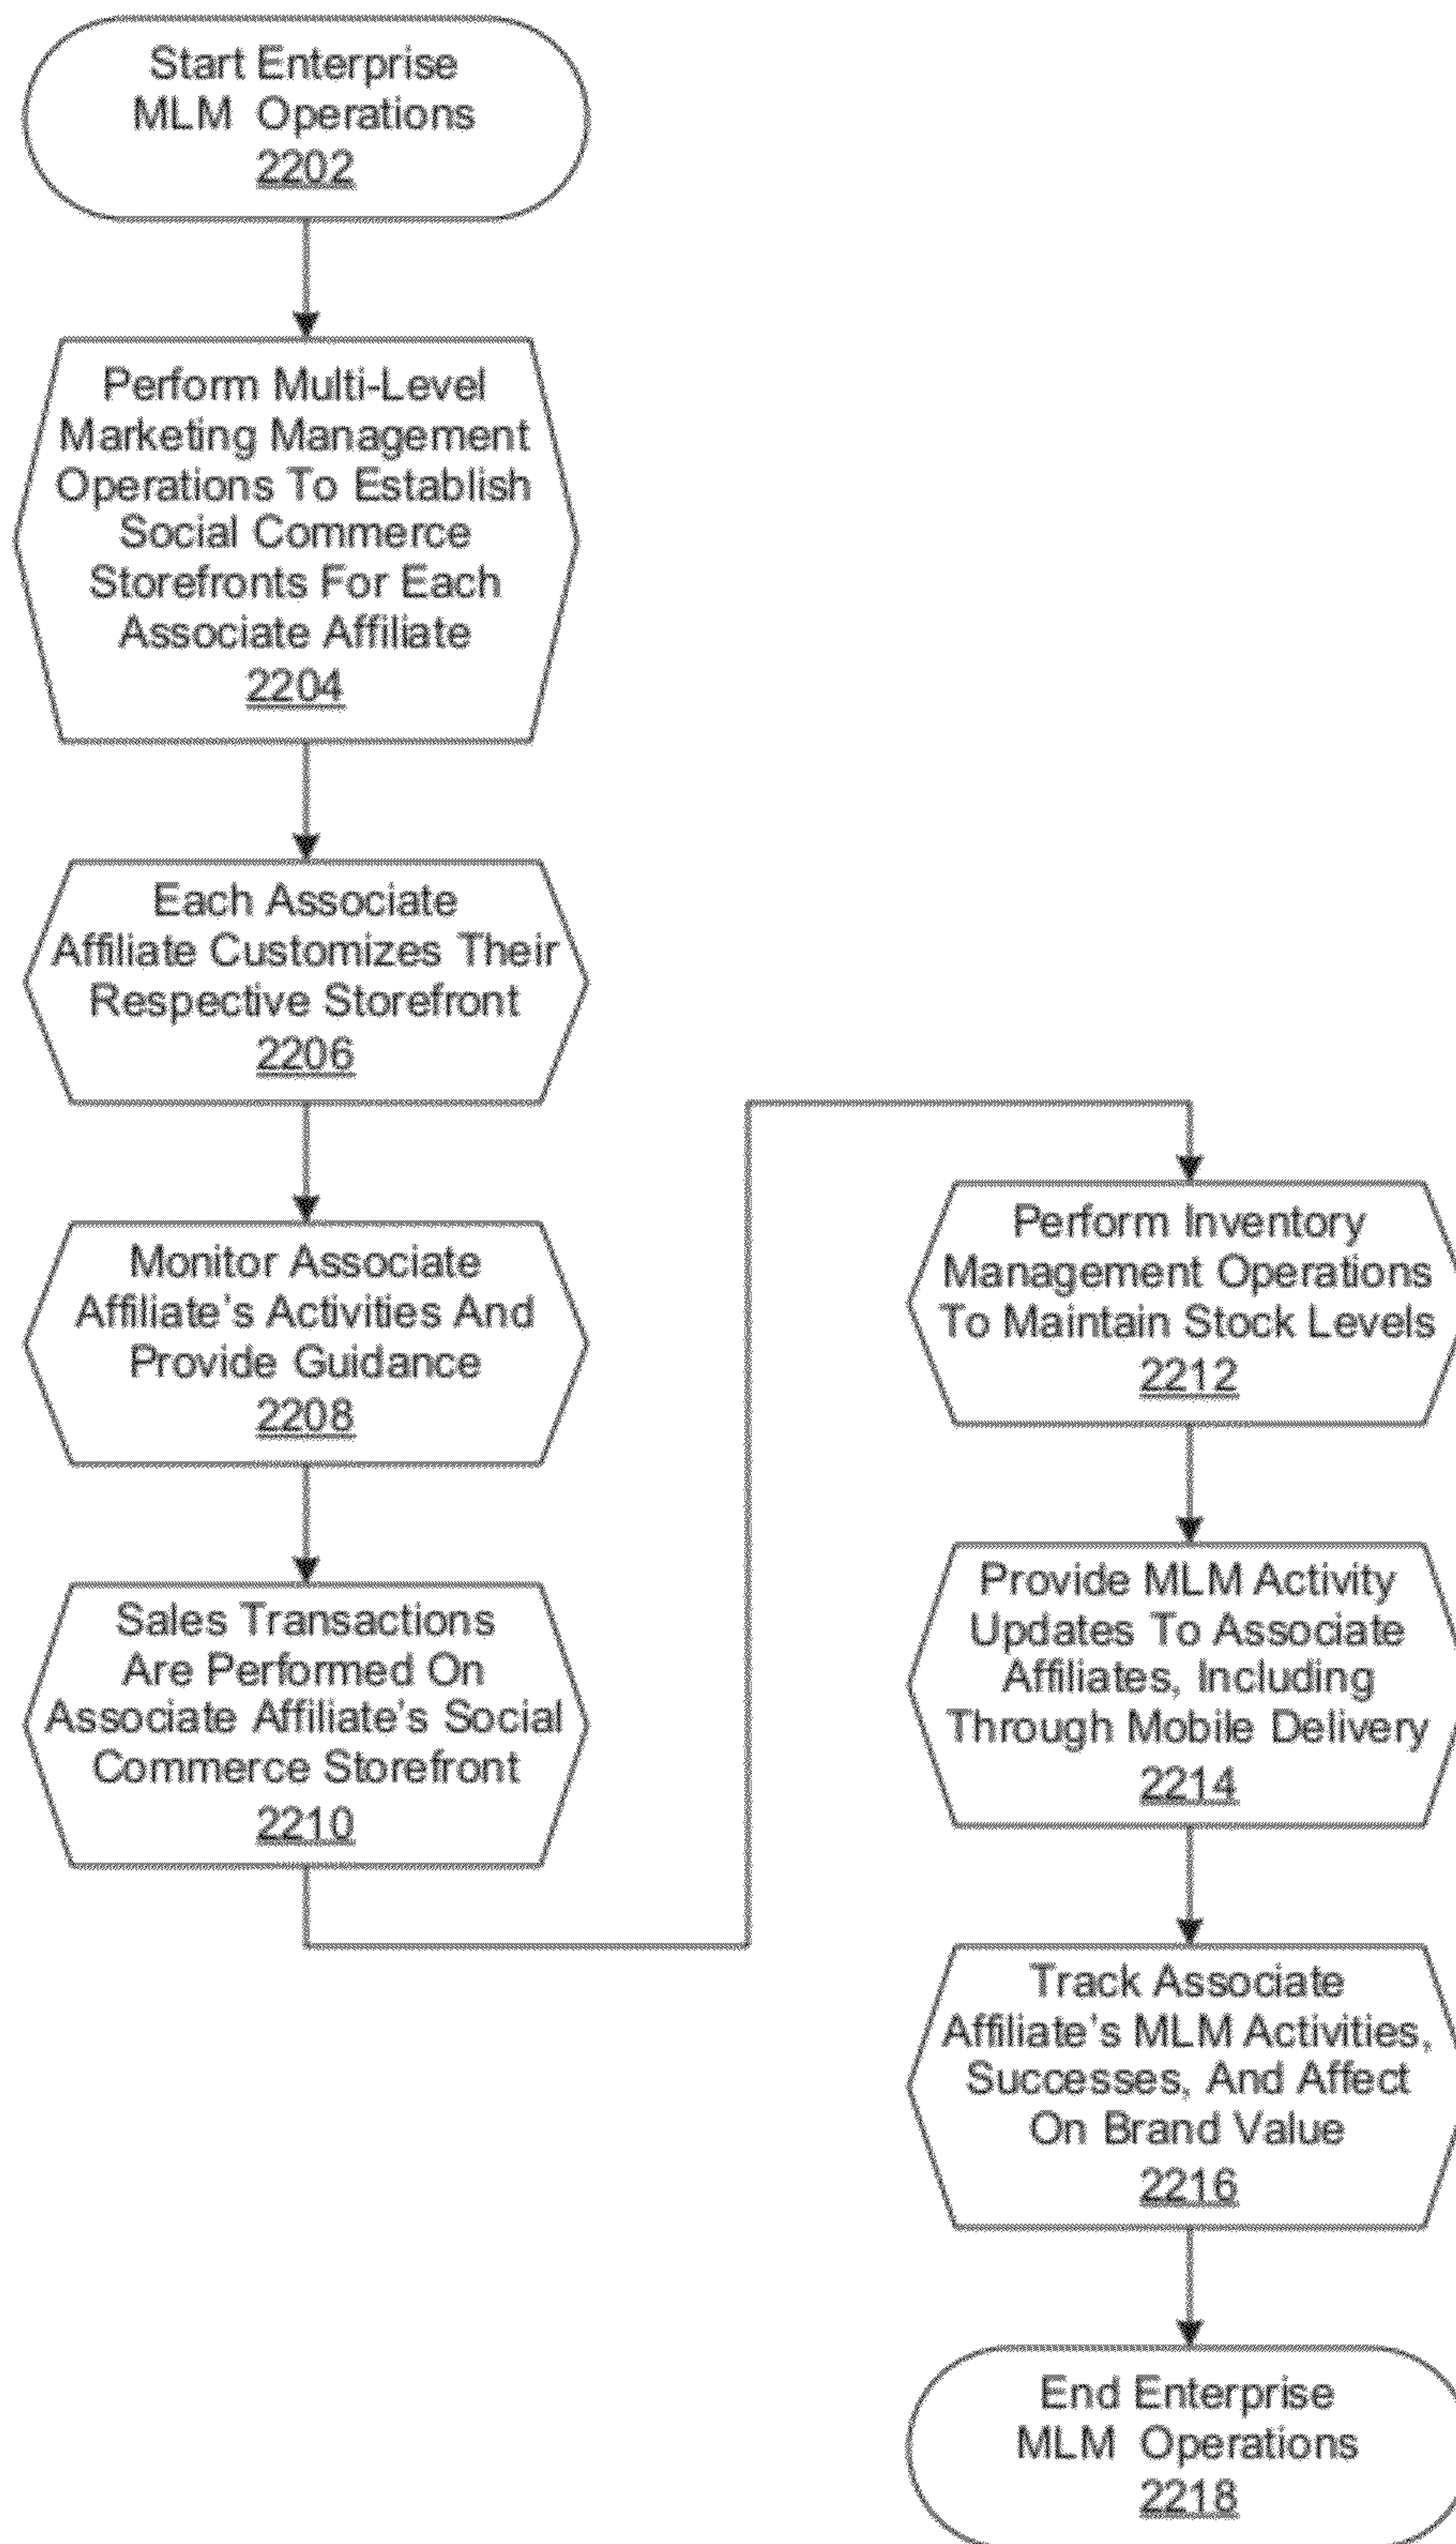 Start Enterprise
MLM Operations
2202
Perform Multi-Level
Marketing Management
Operations To Establish
Social Commerce
Storefronts For Each
Associate Affiliate
2204
Each Associate
Affiliate Customizes Their
Respective Storefront
2206
Monitor Associate
Affiliate's Activities And
Provide Guidance
2208
Sales Transactions
Are Performed On
Associate Affiliate's Social
Commerce Storefront
2210
Perform Inventory
Management Operations
To Maintain Stock Levels
2212
Provide MLM Activity
Updates To Associate
Affiliates, Including
Through Mobile Delivery
2214
Track Associate
Affiliate's MLM Activities,
Successes, And Affect
On Brand Value
2216
End Enterprise
MLM Operations
2218